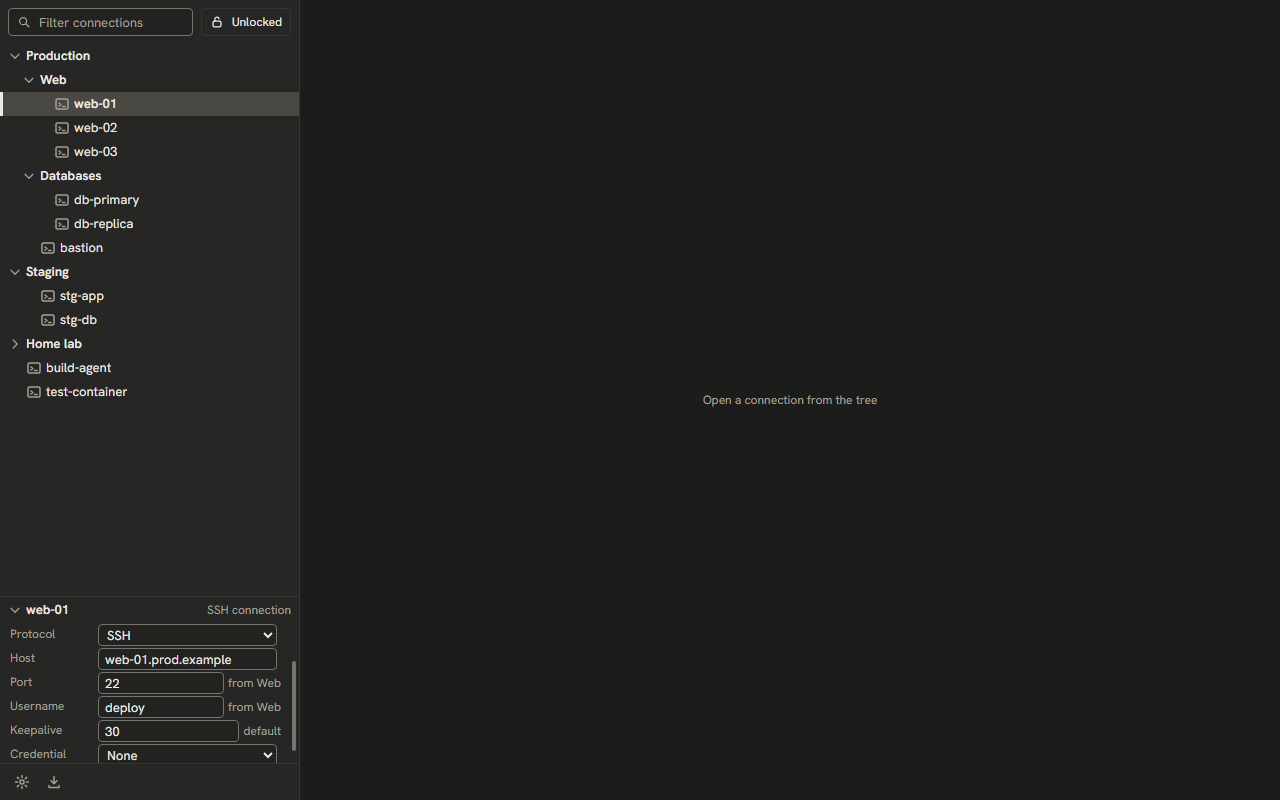 Filter connections
Unlocked
Production
Web
web-01
web-02
web-03
Databases
db-primary
db-replica
bastion
Staging
stg-app
stg-db
Home lab
build-agent
test-container
Open a connection from the tree
web-01 SSH connection
Protocol SSH
Host web-01.prod.example
Port 22 from Web
Username deploy from Web
Keepalive 30 default
Credential None